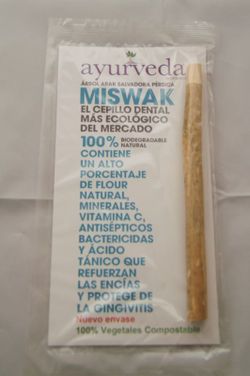 ayurveda
ÁRBOL ARAK SALVADORA PÉRSICA
MISWAK
EL CEPILLO DENTAL
MÁS ECOLÓGICO
DEL MERCADO
100% BIODEGRADABLE
NATURAL
CONTIENE
UN ALTO
PORCENTAJE
DE FLOUR
NATURAL,
MINERALES,
VITAMINA C,
ANTISÉPTICOS
BACTERICIDAS
Y ÁCIDO
TÁNICO QUE
REFUERZAN
LAS ENCÍAS
Y PROTEGE DE
LA GINGIVITIS
Nuevo envase
100% Vegetales Compostable